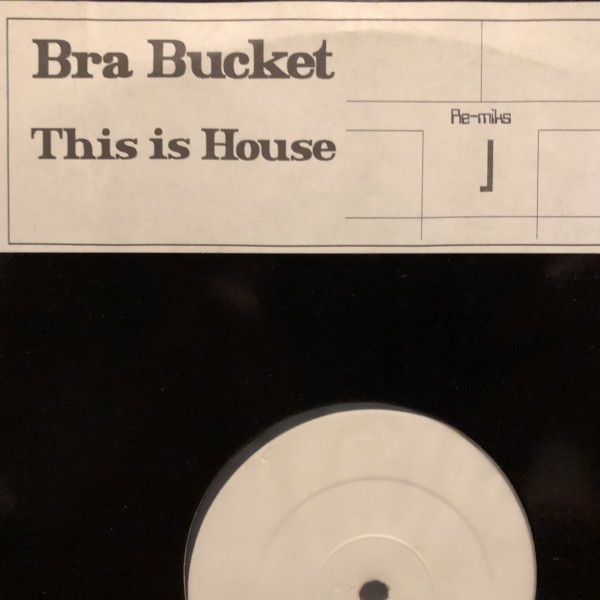 Bra Bucket
This is House
Re-miks